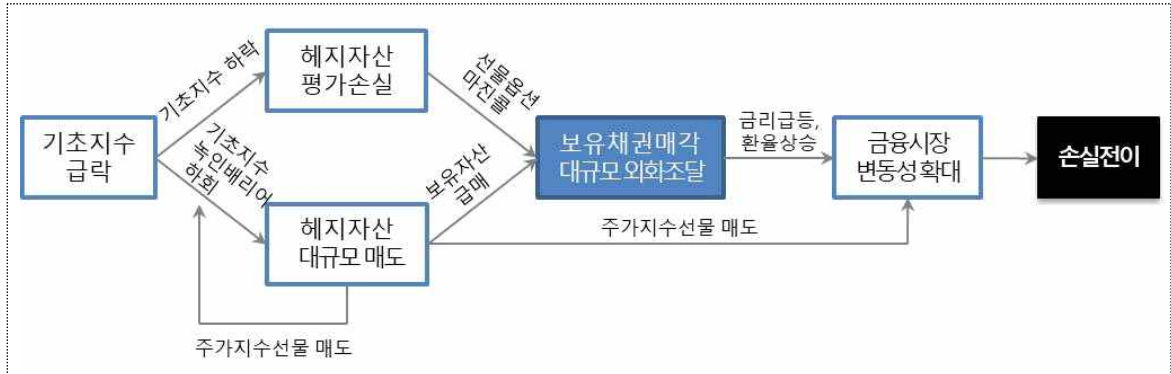 기초지수
급락
기초지수 하락
기초지수
녹인베리어
하회
헤지자산
평가손실
헤지자산
대규모 매도
주가지수선물 매도
선물옵션
마진콜
보유자산
급매
보유채권매각
대규모 외화조달
금리급등,
환율상승
주가지수선물 매도
금융시장
변동성 확대
손실전이